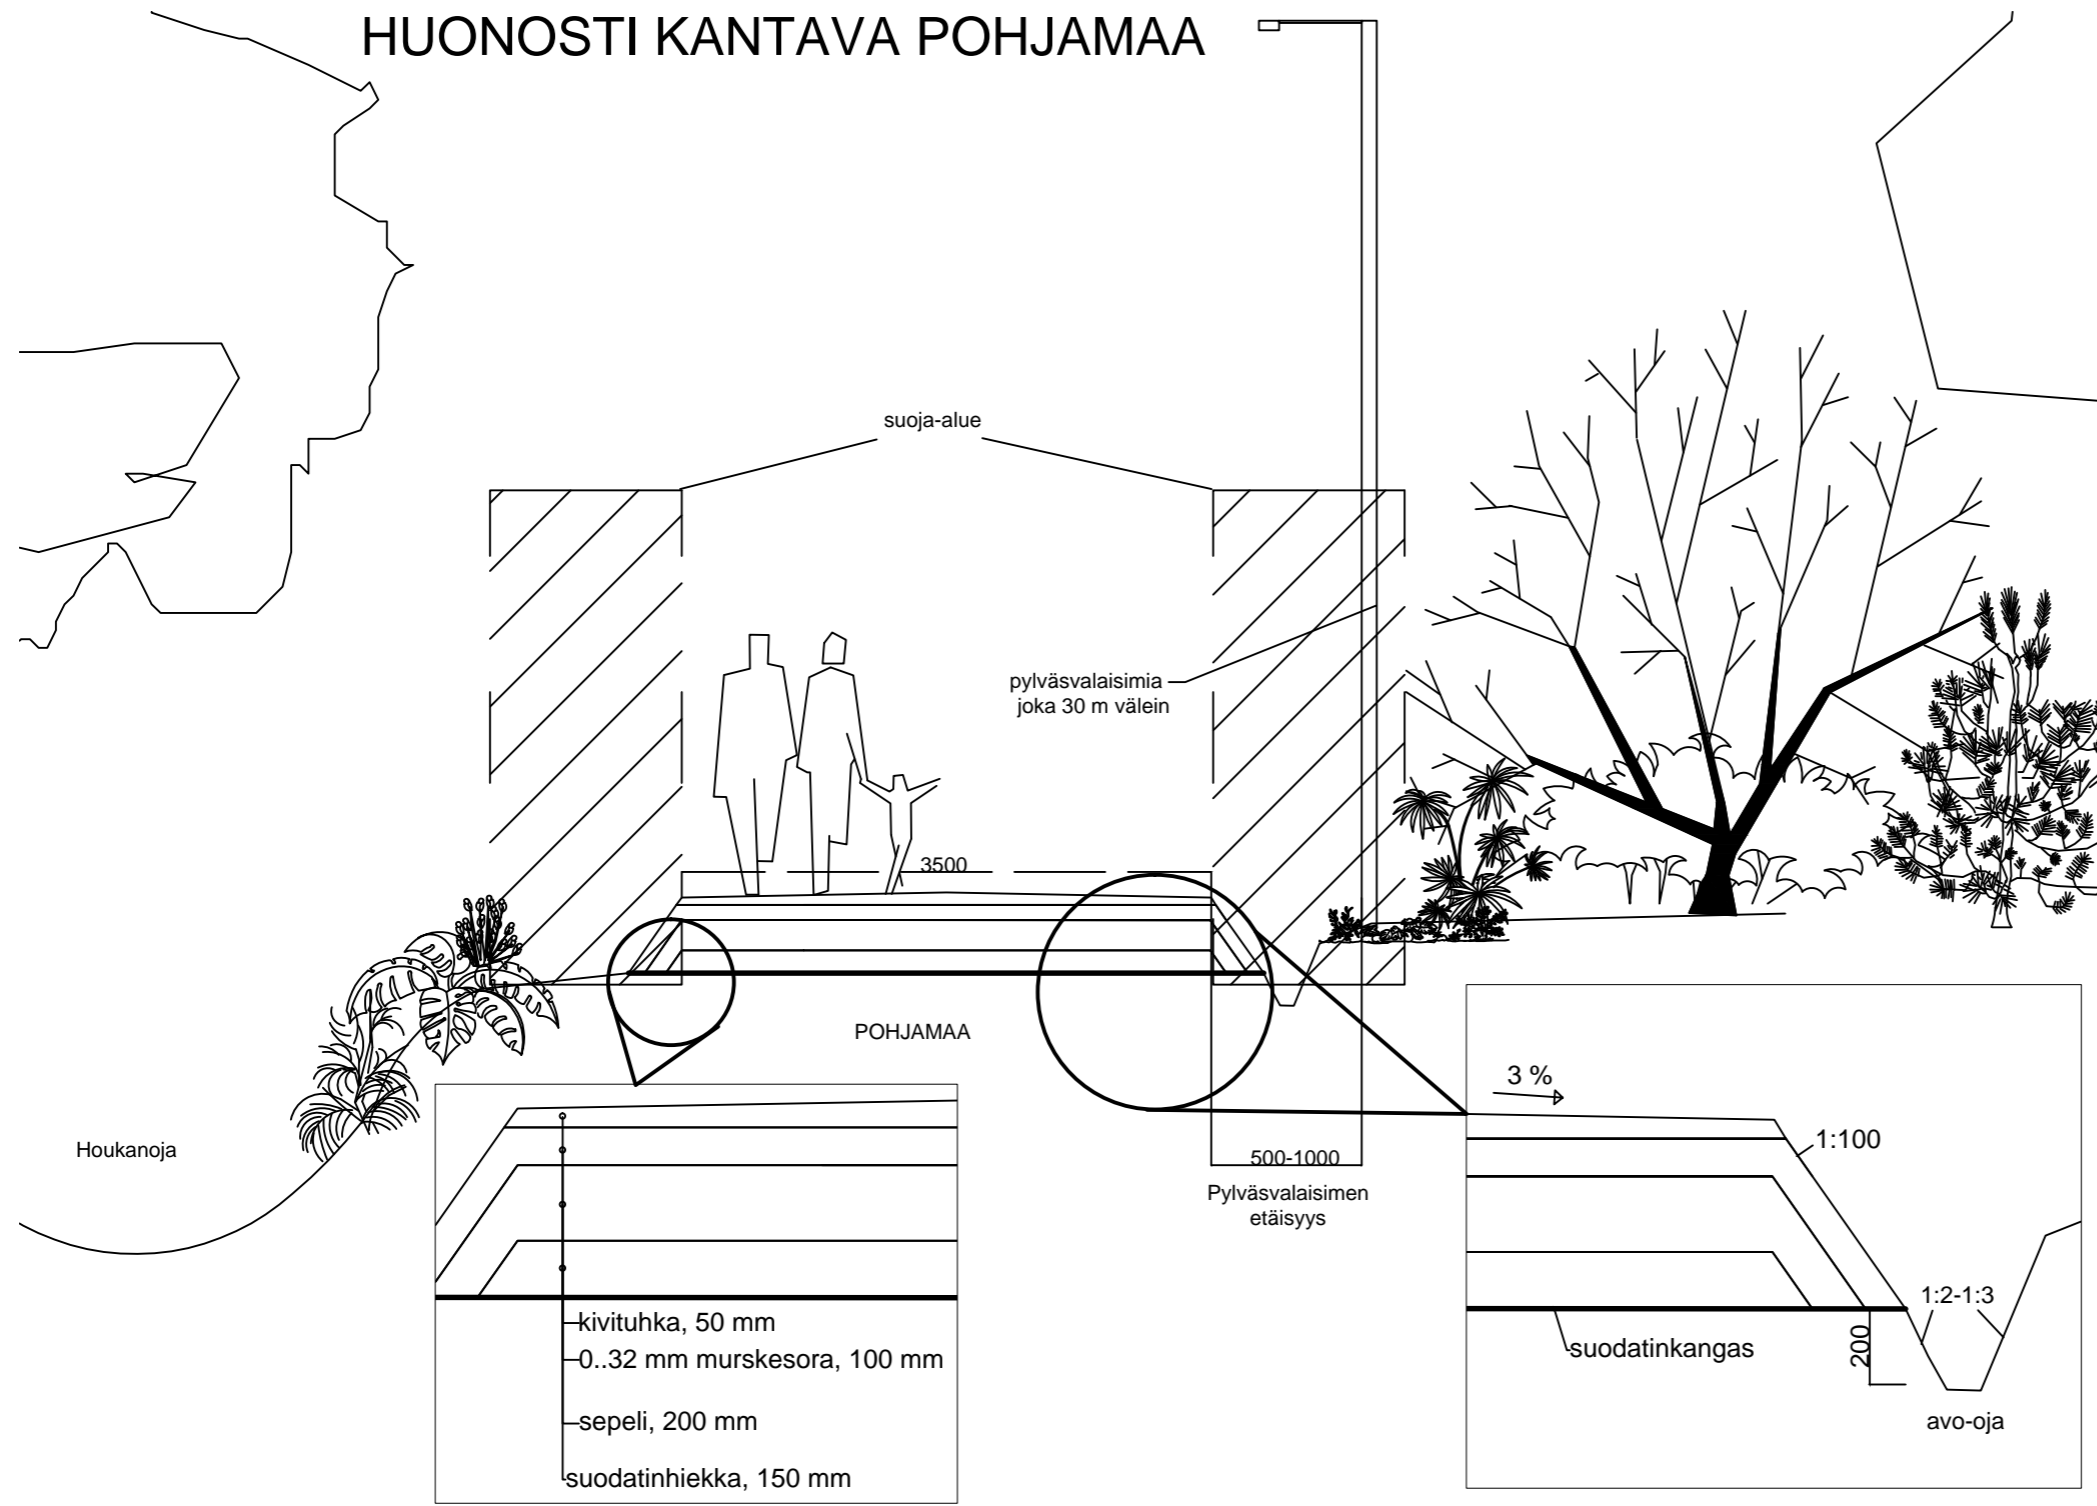 HUONOSTI KANTAVA POHJAMAA
suoja-alue
pylväsvalaisimia
joka 30 m välein
3500
POHJAMAA
Houkanoja
kivituhka, 50 mm
0..32 mm murskesora, 100 mm
sepeli, 200 mm
suodatinhiekka, 150 mm
500-1000
Pylväsvalaisimen
etäisyys
3 %
1:100
1:2-1:3
suodatinkangas
200
avo-oja